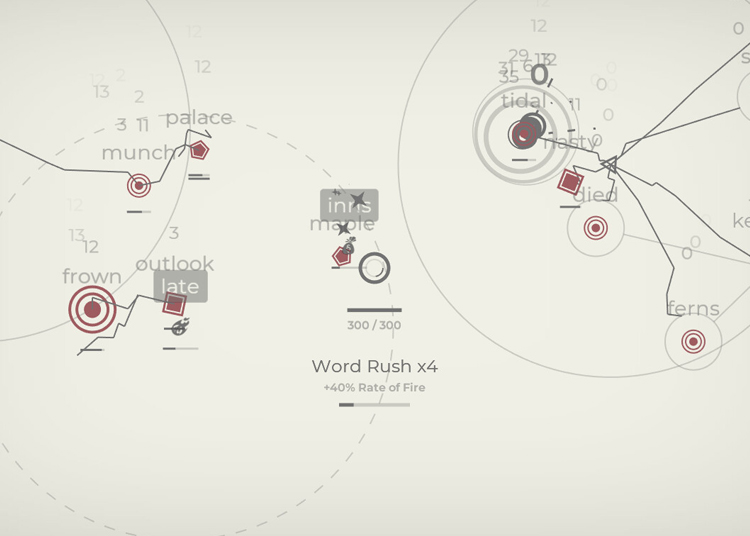 12
12
0
29 13 12
0
31 6
35
12
12 2
13
2
0
0
tidal
11
0
palace
3 11
munch
nasty
0
died
12
inns
maple
13
12
3
ke
0
0
outlook
frown
late
ferns
300 / 300
Word Rush x4
+40% Rate of Fire